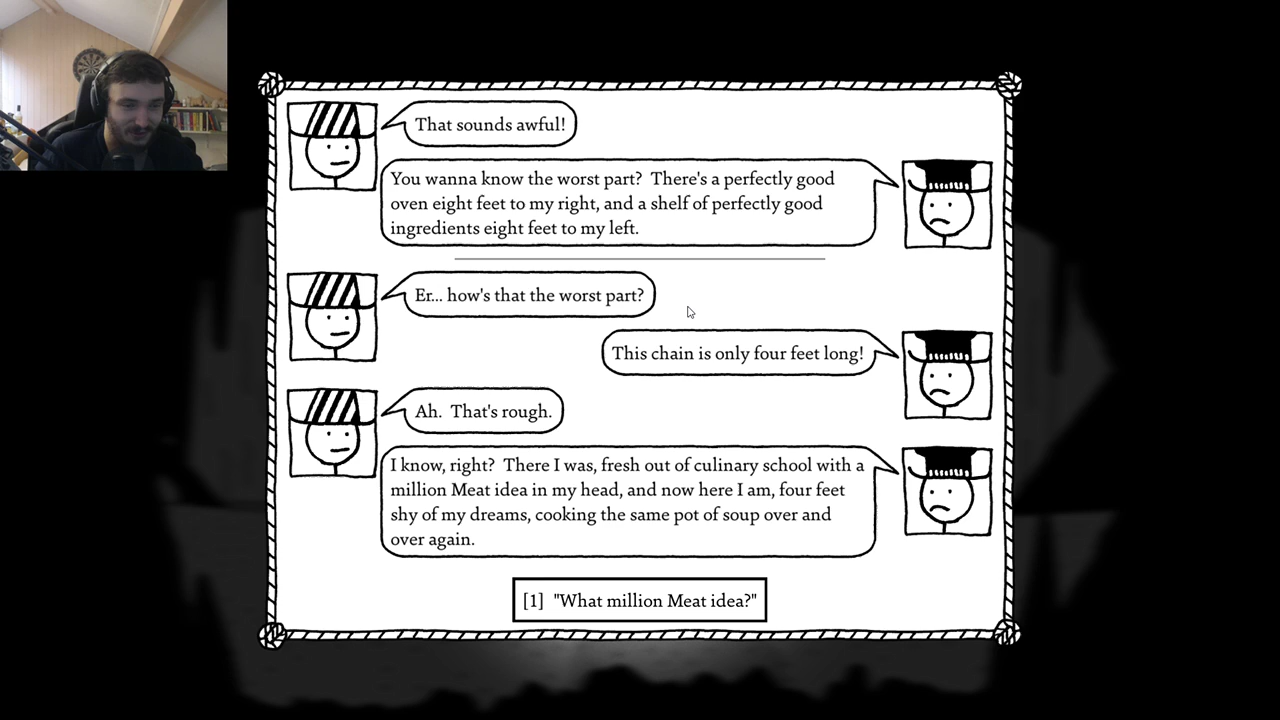 That sounds awful!
You wanna know the worst part?  There's a perfectly good
oven eight feet to my right, and a shelf of perfectly good
ingredients eight feet to my left.
Er... how's that the worst part?
This chain is only four feet long!
Ah.  That's rough.
I know, right?  There I was, fresh out of culinary school with a
million Meat idea in my head, and now here I am, four feet
shy of my dreams, cooking the same pot of soup over and
over again.
[1]  "What million Meat idea?"